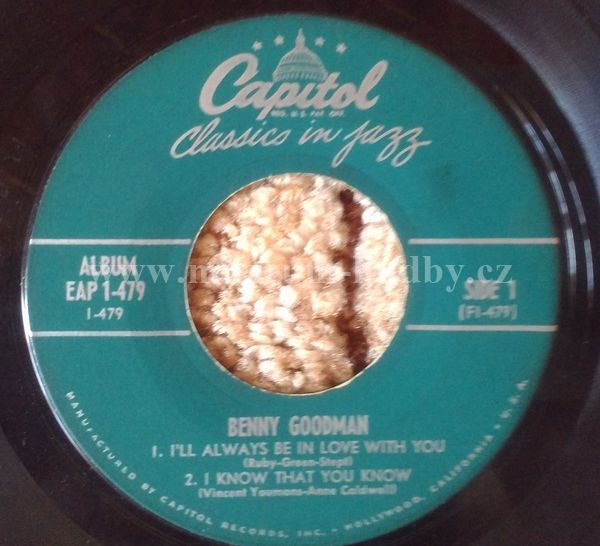 Capitol
REG. U.S. PAT. OFF.
Classics in jazz
ALBUM
EAP 1-479
1-479
SIDE 1
(F1-479)
BENNY GOODMAN
1. I'LL ALWAYS BE IN LOVE WITH YOU
(Ruby-Green-Stept)
2. I KNOW THAT YOU KNOW
(Vincent Youmans-Anne Caldwell)
MANUFACTURED BY CAPITOL RECORDS, INC. • HOLLYWOOD, CALIFORNIA • U.S.A.